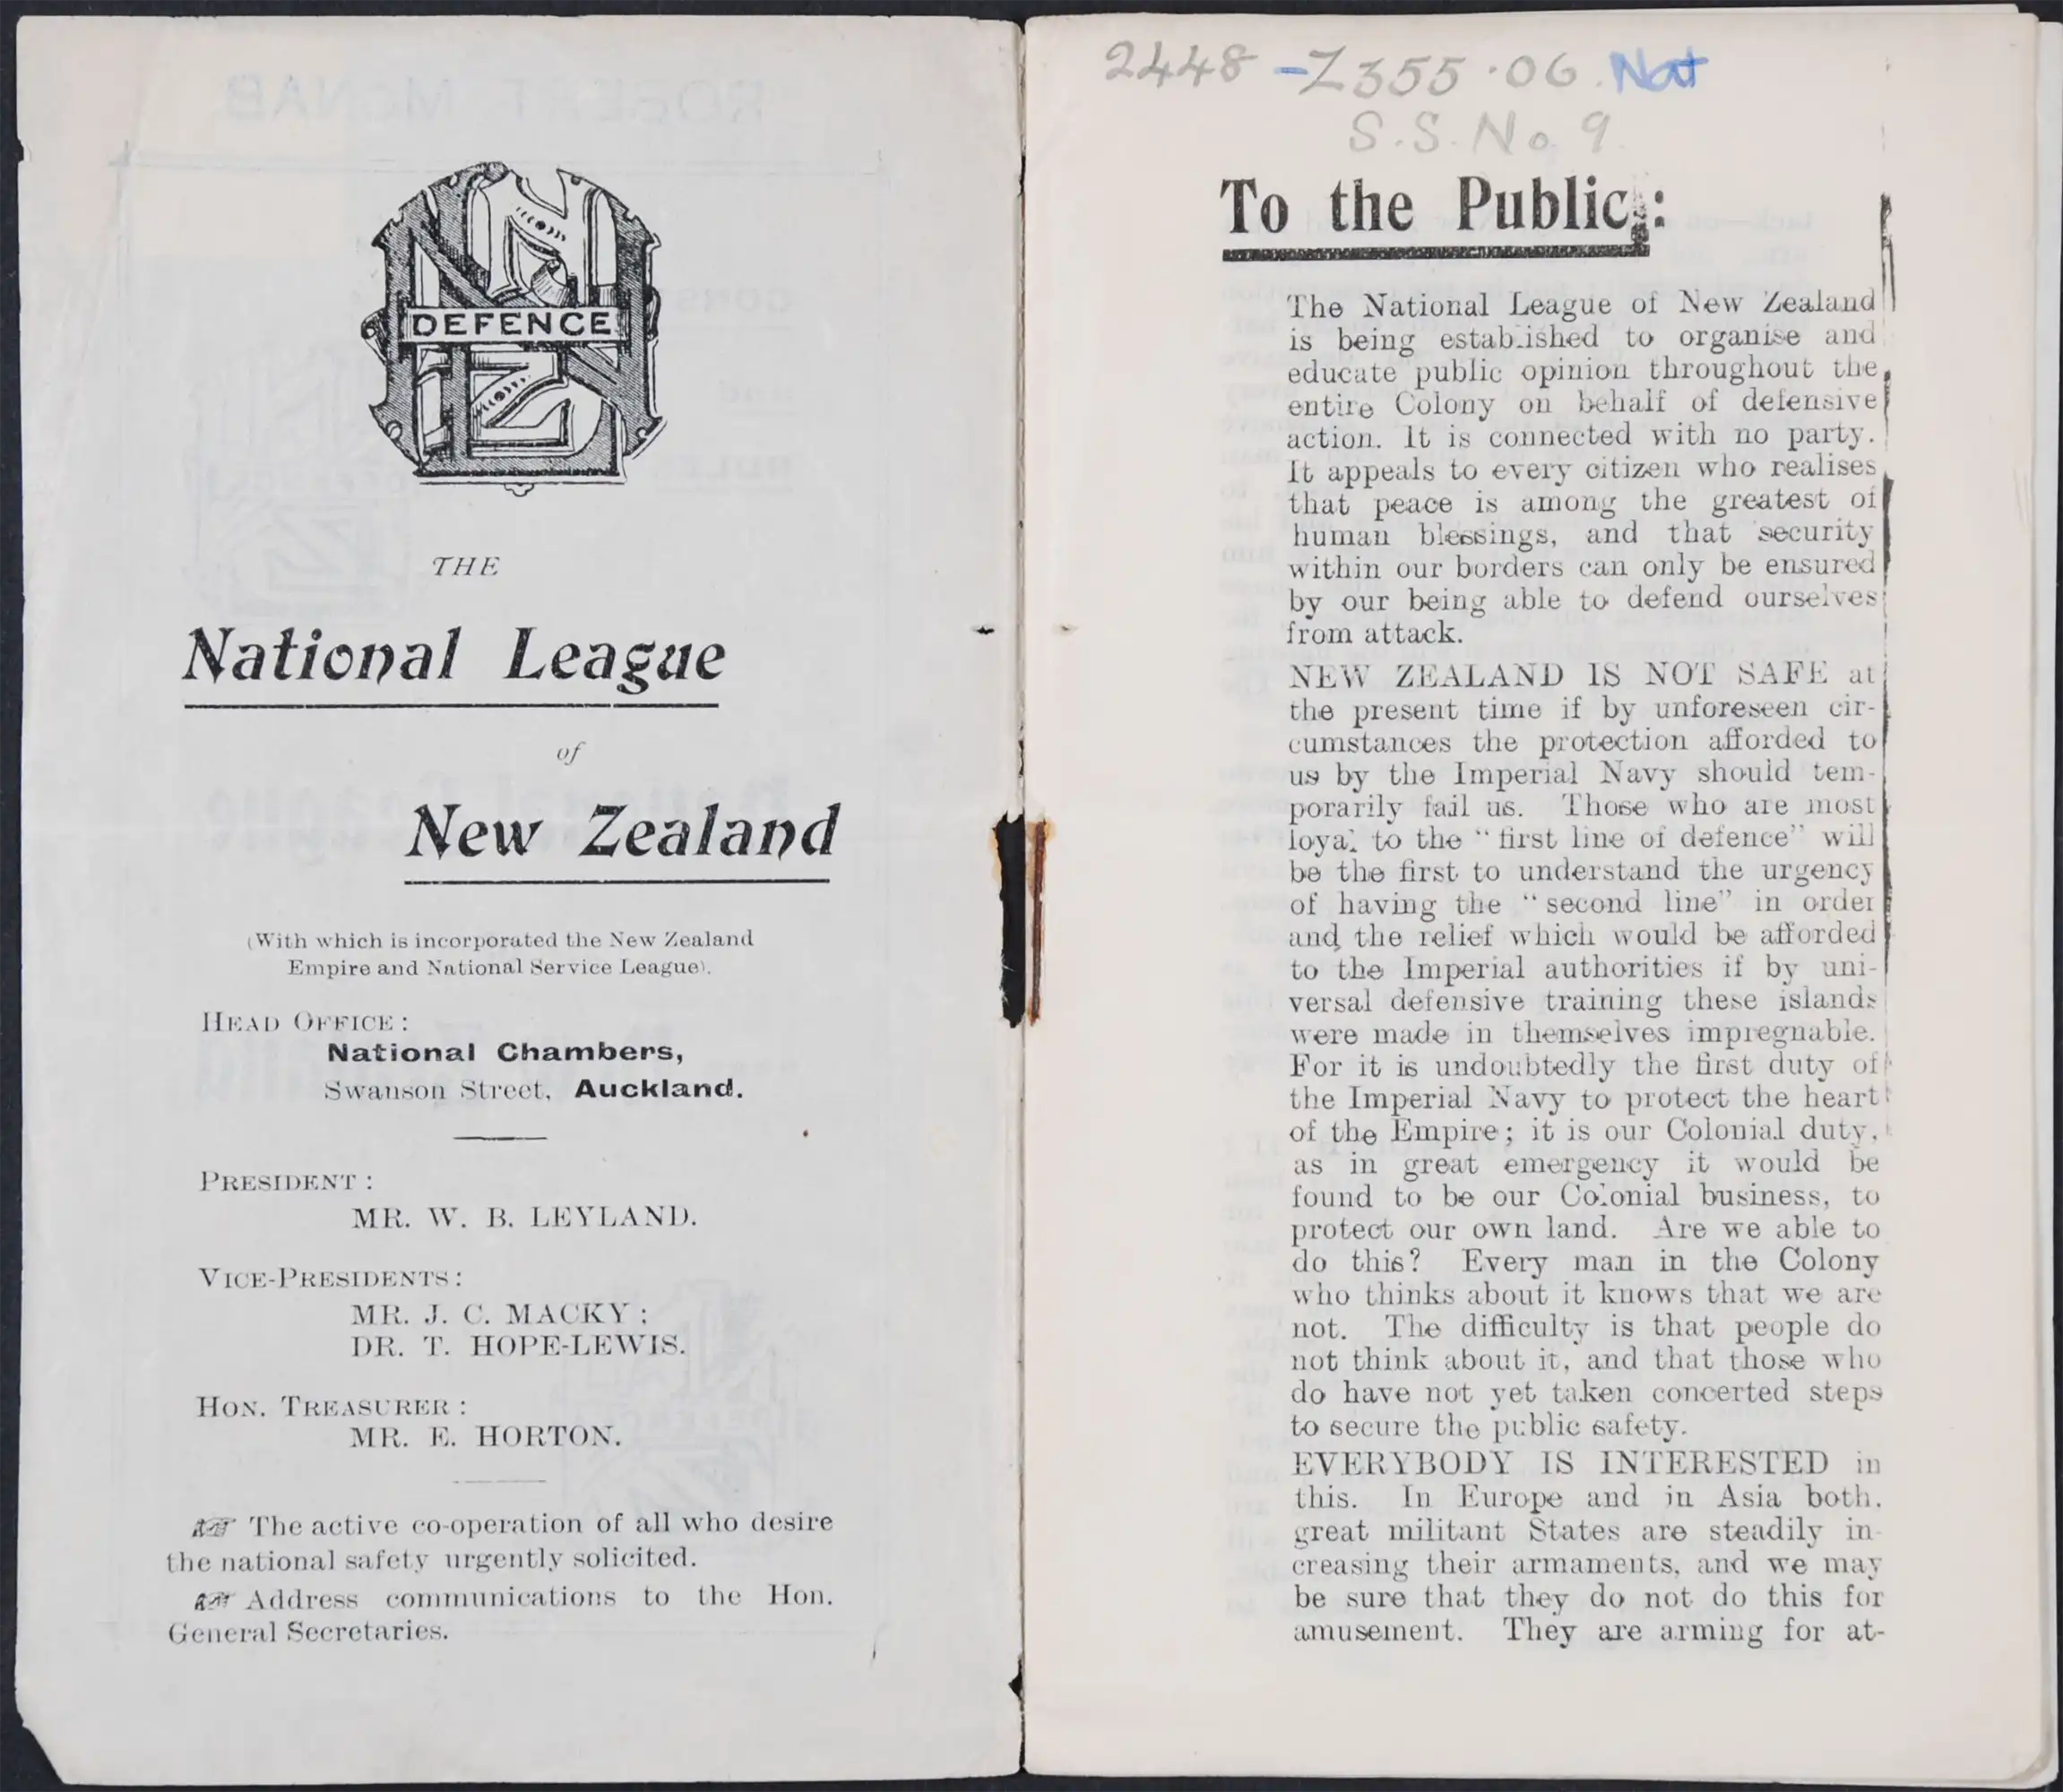 DEFENCE
THE
National League
of
New Zealand
(With which is incorporated the New Zealand
Empire and National Service League).
HEAD OFFICE:
National Chambers,
Swanson Street, Auckland.
PRESIDENT:
MR. W. B. LEYLAND.
VICE-PRESIDENTS:
MR. J. C. MACKY;
DR. T. HOPE-LEWIS.
HON. TREASURER:
MR. E. HORTON.
☞ The active co-operation of all who desire
the national safety urgently solicited.
☞ Address communications to the Hon.
General Secretaries.
2448 -Z355.06. Nat
S.S. No. 9
To the Public:
The National League of New Zealand
is being established to organise and
educate public opinion throughout the
entire Colony on behalf of defensive
action. It is connected with no party.
It appeals to every citizen who realises
that peace is among the greatest of
human blessings, and that security
within our borders can only be ensured
by our being able to defend ourselves
from attack.
NEW ZEALAND IS NOT SAFE at
the present time if by unforeseen cir-
cumstances the protection afforded to
us by the Imperial Navy should tem-
porarily fail us. Those who are most
loyal to the "first line of defence" will
be the first to understand the urgency
of having the "second line" in order
and the relief which would be afforded
to the Imperial authorities if by uni-
versal defensive training these islands
were made in themselves impregnable.
For it is undoubtedly the first duty of
the Imperial Navy to protect the heart
of the Empire; it is our Colonial duty,
as in great emergency it would be
found to be our Colonial business, to
protect our own land. Are we able to
do this? Every man in the Colony
who thinks about it knows that we are
not. The difficulty is that people do
not think about it, and that those who
do have not yet taken concerted steps
to secure the public safety.
EVERYBODY IS INTERESTED in
this. In Europe and in Asia both,
great militant States are steadily in-
creasing their armaments, and we may
be sure that they do not do this for
amusement. They are arming for at-